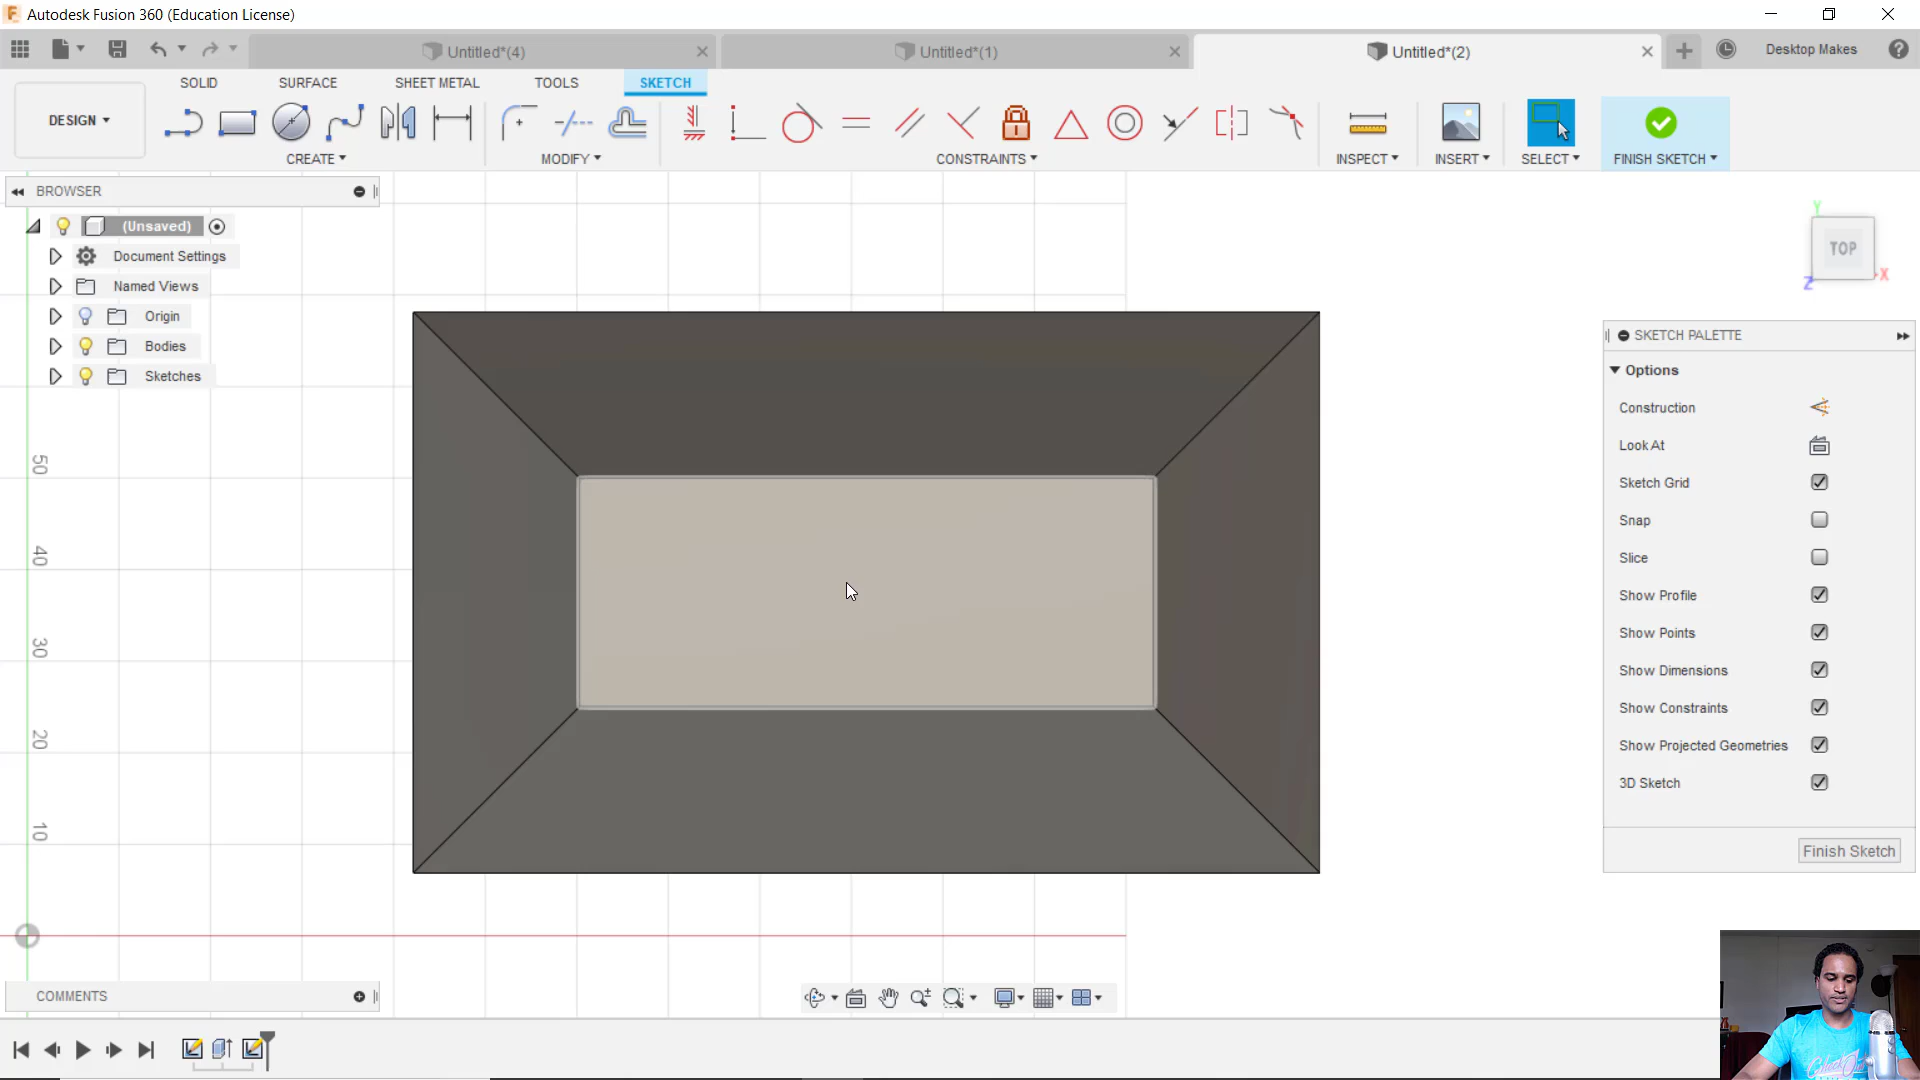 Autodesk Fusion 360 (Education License)
Untitled*(4)
Untitled*(1)
Untitled*(2)
Desktop Makes
DESIGN
SOLID
SURFACE
SHEET METAL
TOOLS
SKETCH
CREATE
MODIFY
CONSTRAINTS
INSPECT
INSERT
SELECT
FINISH SKETCH
BROWSER
(Unsaved)
Document Settings
Named Views
Origin
Bodies
Sketches
50
40
30
20
10
Y
TOP
Z
X
SKETCH PALETTE
Options
Construction
Look At
Sketch Grid
Snap
Slice
Show Profile
Show Points
Show Dimensions
Show Constraints
Show Projected Geometries
3D Sketch
Finish Sketch
COMMENTS